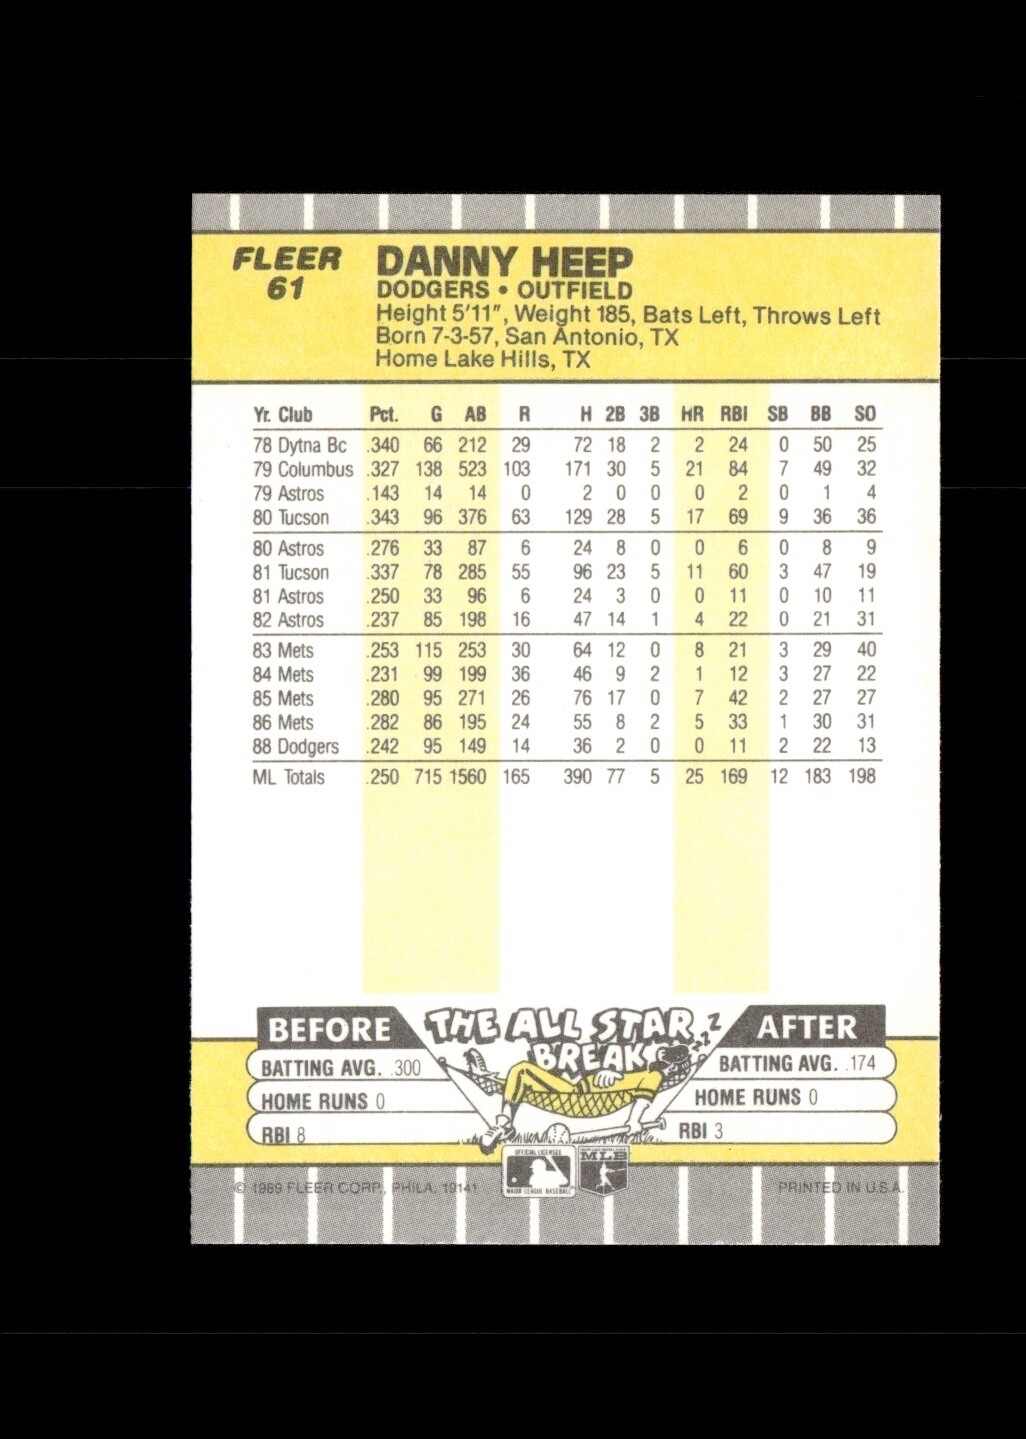 FLEER
61
DANNY HEEP
DODGERS • OUTFIELD
Height 5'11", Weight 185, Bats Left, Throws Left
Born 7-3-57, San Antonio, TX
Home Lake Hills, TX
Yr. Club Pct. G AB R H 2B 3B HR RBI SB BB SO
78 Dytna Bc .340 66 212 29 72 18 2 2 24 0 50 25
79 Columbus .327 138 523 103 171 30 5 21 84 7 49 32
79 Astros .143 14 14 0 2 0 0 0 2 0 1 4
80 Tucson .343 96 376 63 129 28 5 17 69 9 36 36
80 Astros .276 33 87 6 24 8 0 0 6 0 8 9
81 Tucson .337 78 285 55 96 23 5 11 60 3 47 19
81 Astros .250 33 96 6 24 3 0 0 11 0 10 11
82 Astros .237 85 198 16 47 14 1 4 22 0 21 31
83 Mets .253 115 253 30 64 12 0 8 21 3 29 40
84 Mets .231 99 199 36 46 9 2 1 12 3 27 22
85 Mets .280 95 271 26 76 17 0 7 42 2 27 27
86 Mets .282 86 195 24 55 8 2 5 33 1 30 31
88 Dodgers .242 95 149 14 36 2 0 0 11 2 22 13
ML Totals .250 715 1560 165 390 77 5 25 169 12 183 198
BEFORE
BATTING AVG. .300
HOME RUNS 0
RBI 8
THE ALL STAR
BREAK
ZZZ
AFTER
BATTING AVG. .174
HOME RUNS 0
RBI 3
OFFICIAL LICENSEE
MAJOR LEAGUE BASEBALL
MLB
© 1989 FLEER CORP., PHILA. 19141
PRINTED IN U.S.A.